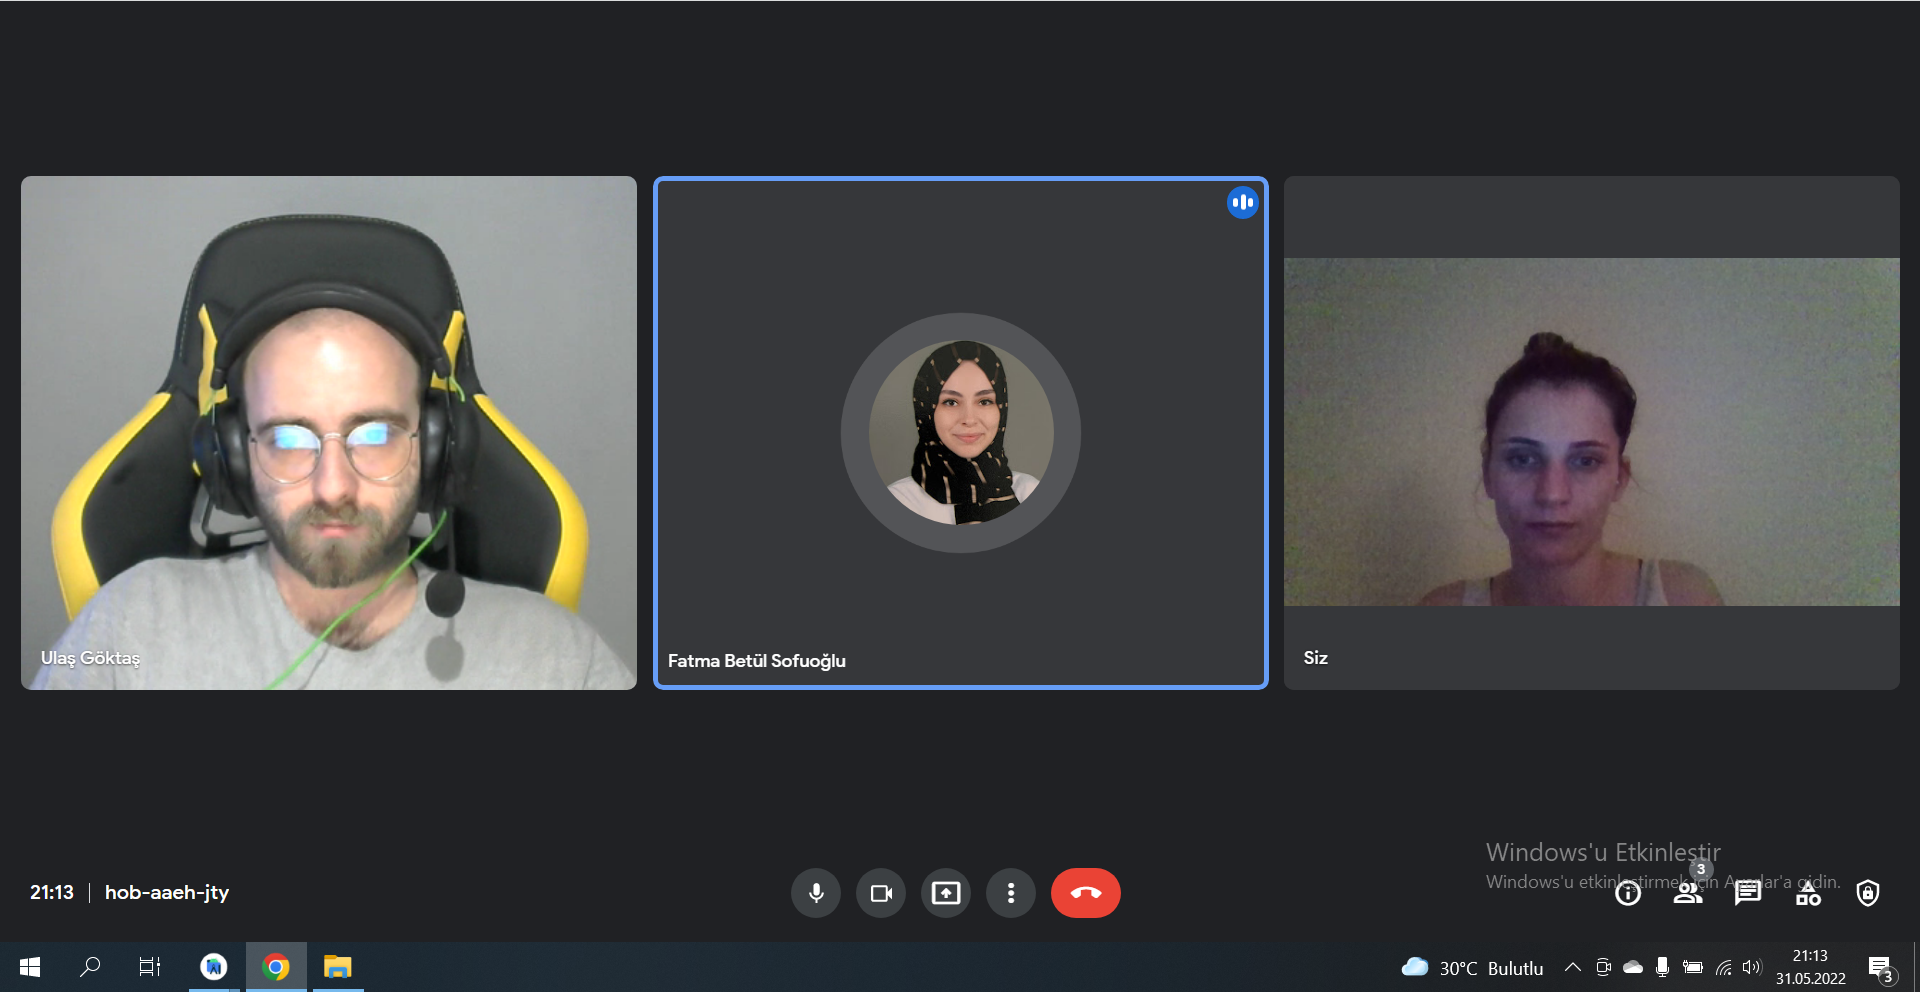 Ulaş Göktaş
Fatma Betül Sofuoğlu
Siz
Windows'u Etkinleştir
Windows'u etkinleştirmek için Ayarlar'a gidin.
3
21:13 | hob-aaeh-jty
30°C Bulutlu
21:13
31.05.2022
3